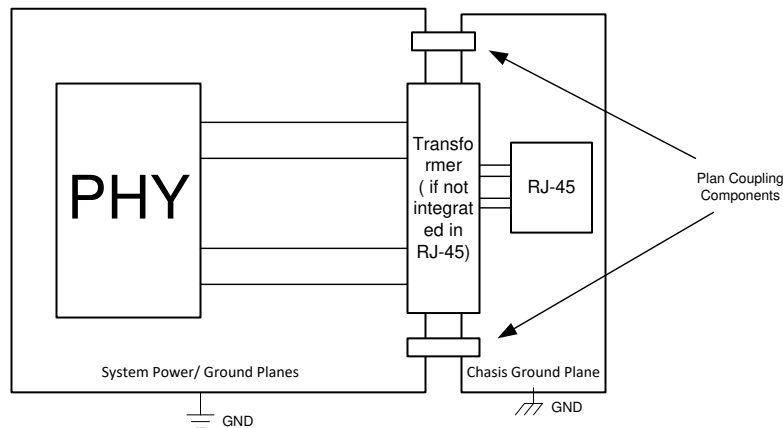 PHY
Transfo
rmer
( if not
integrat
ed in
RJ-45)
RJ-45
Plan Coupling
Components
System Power/ Ground Planes
Chasis Ground Plane
GND
GND